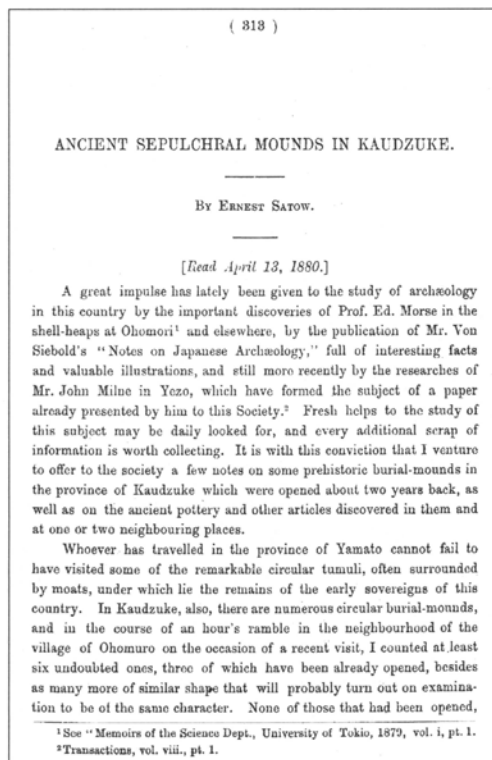 ( 313 )
ANCIENT SEPULCHRAL MOUNDS IN KAUDZUKE.
By Ernest Satow.
[Read April 13, 1880.]
A great impulse has lately been given to the study of archæology
in this country by the important discoveries of Prof. Ed. Morse in the
shell-heaps at Ohomori¹ and elsewhere, by the publication of Mr. Von
Siebold's "Notes on Japanese Archæology," full of interesting facts
and valuable illustrations, and still more recently by the researches of
Mr. John Milne in Yezo, which have formed the subject of a paper
already presented by him to this Society.² Fresh helps to the study of
this subject may be daily looked for, and every additional scrap of
information is worth collecting. It is with this conviction that I venture
to offer to the society a few notes on some prehistoric burial-mounds in
the province of Kaudzuke which were opened about two years back, as
well as on the ancient pottery and other articles discovered in them and
at one or two neighbouring places.
Whoever has travelled in the province of Yamato cannot fail to
have visited some of the remarkable circular tumuli, often surrounded
by moats, under which lie the remains of the early sovereigns of this
country. In Kaudzuke, also, there are numerous circular burial-mounds,
and in the course of an hour's ramble in the neighbourhood of the
village of Ohomuro on the occasion of a recent visit, I counted at least
six undoubted ones, three of which have been already opened, besides
as many more of similar shape that will probably turn out on examina-
tion to be of the same character. None of those that had been opened,
¹ See "Memoirs of the Science Dept., University of Tokio, 1879, vol. i, pt. 1.
² Transactions, vol. viii., pt. 1.